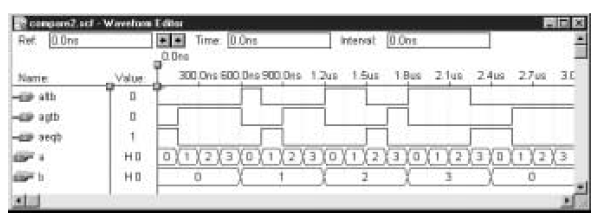 compare2.scf - Waveform Editor
Ref: 0.0ns Time: 0.0ns Interval: 0.0ns
0.0ns
Name: Value: 300.0ns 600.0ns 900.0ns 1.2us 1.5us 1.8us 2.1us 2.4us 2.7us 3.0
altb 0
agtb 0
aeqb 1
a H 0 0 1 2 3 0 1 2 3 0 1 2 3 0 1 2 3 0 1 2 3
b H 0 0 1 2 3 0